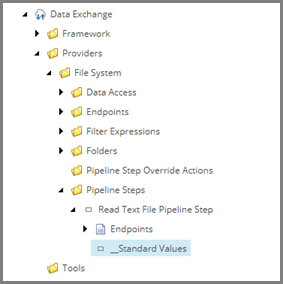 Data Exchange
Framework
Providers
File System
Data Access
Endpoints
Filter Expressions
Folders
Pipeline Step Override Actions
Pipeline Steps
Read Text File Pipeline Step
Endpoints
__Standard Values
Tools